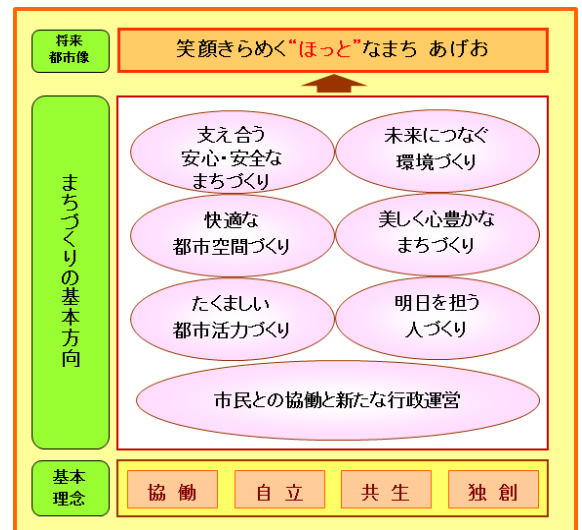 将来
都市像
笑顔きらめく“ほっと”なまち あげお
まちづくりの基本方向
支え合う
安心・安全な
まちづくり
未来につなぐ
環境づくり
快適な
都市空間づくり
美しく心豊かな
まちづくり
たくましい
都市活力づくり
明日を担う
人づくり
市民との協働と新たな行政運営
基本
理念
協 働
自 立
共 生
独 創